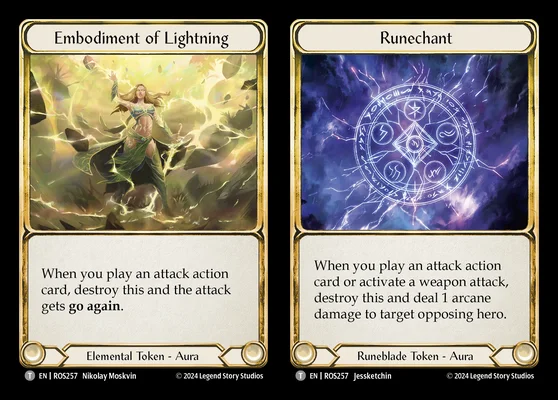 Embodiment of Lightning
When you play an attack action
card, destroy this and the attack
gets go again.
Elemental Token - Aura
T EN | ROS257 Nikolay Moskvin © 2024 Legend Story Studios
Runechant
When you play an attack action
card or activate a weapon attack,
destroy this and deal 1 arcane
damage to target opposing hero.
Runeblade Token - Aura
T EN | ROS257 Jessketchin © 2024 Legend Story Studios